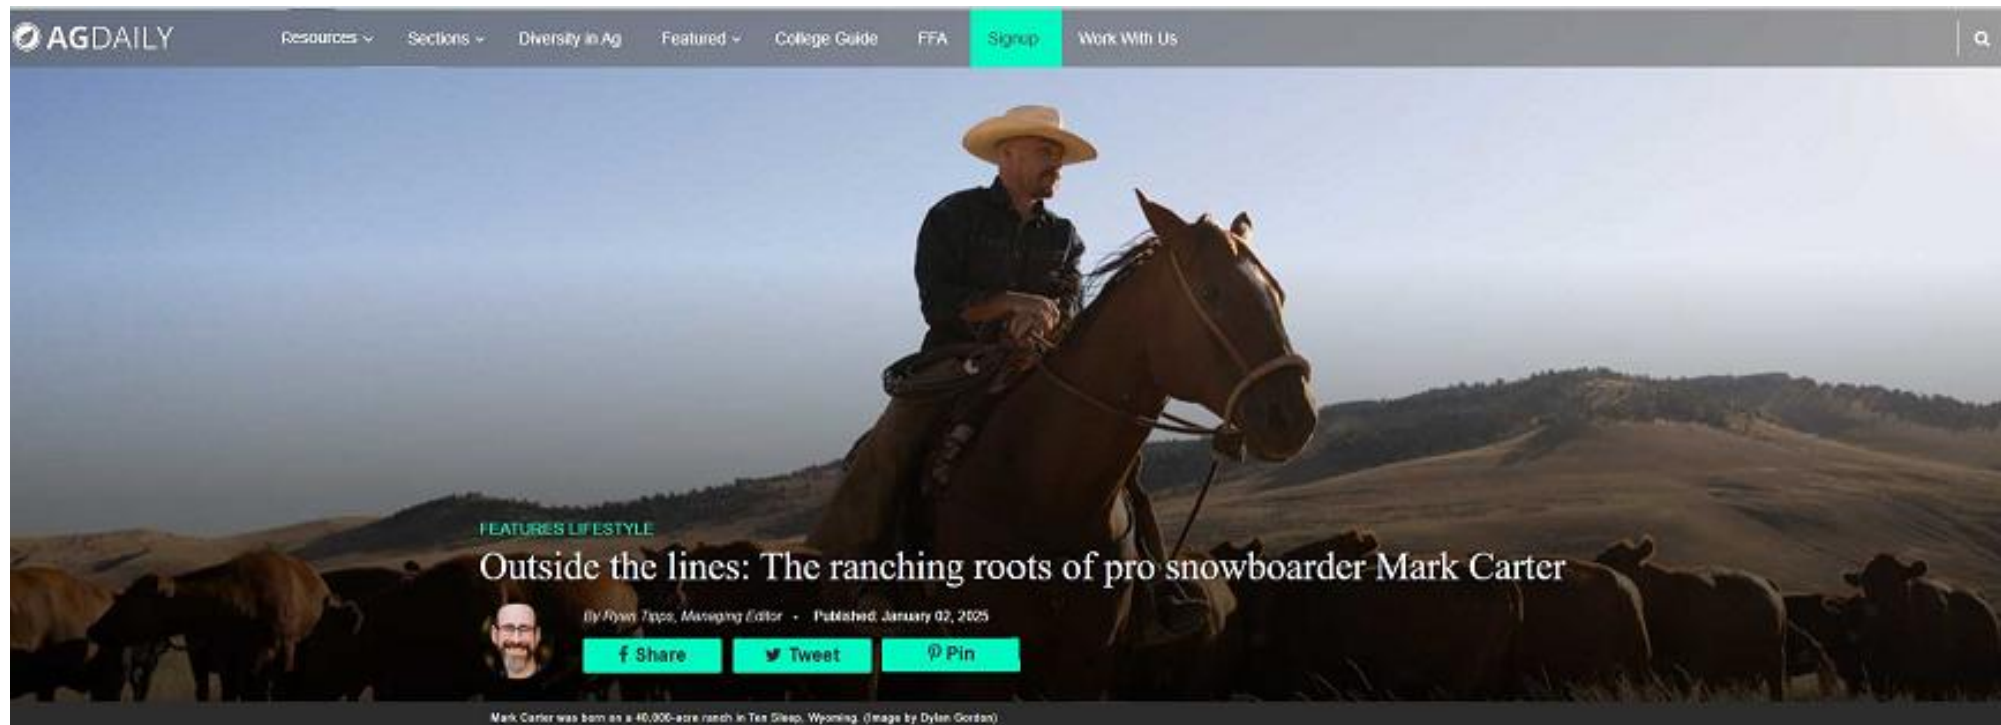 AGDAILY Resources Sections Diversity in Ag Featured College Guide FFA Signup Work With Us
FEATURES LIFESTYLE
Outside the lines: The ranching roots of pro snowboarder Mark Carter
By Ryan Tipps, Managing Editor - Published: January 02, 2025
Share Tweet Pin
Mark Carter was born on a 40,000-acre ranch in Ten Sleep, Wyoming. (Image by Dylan Gordon)